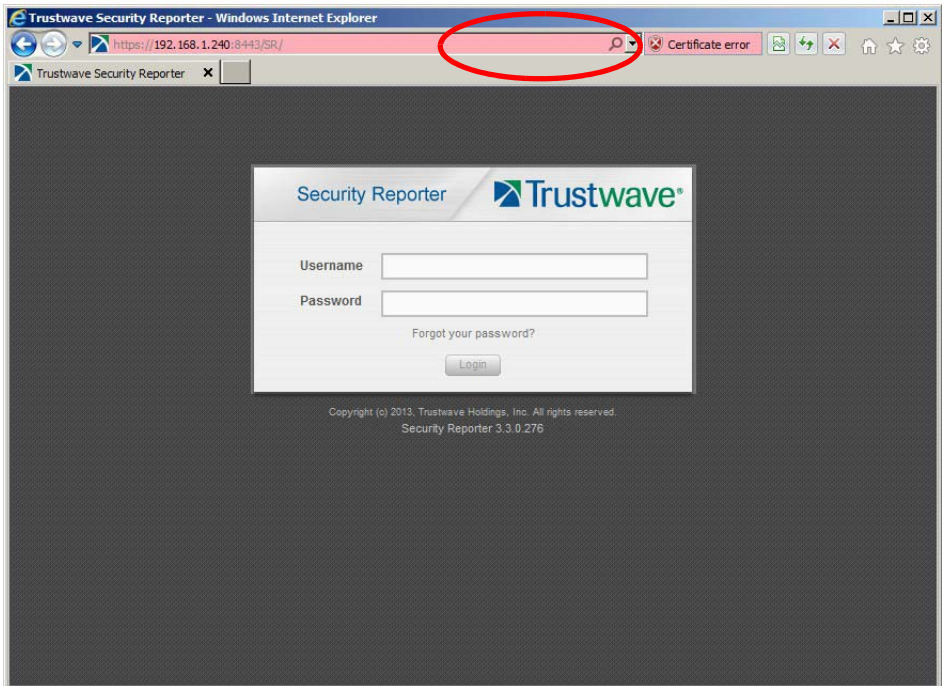 Trustwave Security Reporter - Windows Internet Explorer
https://192.168.1.240:8443/SR/
Certificate error
Trustwave Security Reporter
Security Reporter
Trustwave®
Username
Password
Forgot your password?
Login
Copyright (c) 2013, Trustwave Holdings, Inc. All rights reserved.
Security Reporter 3.3.0.276